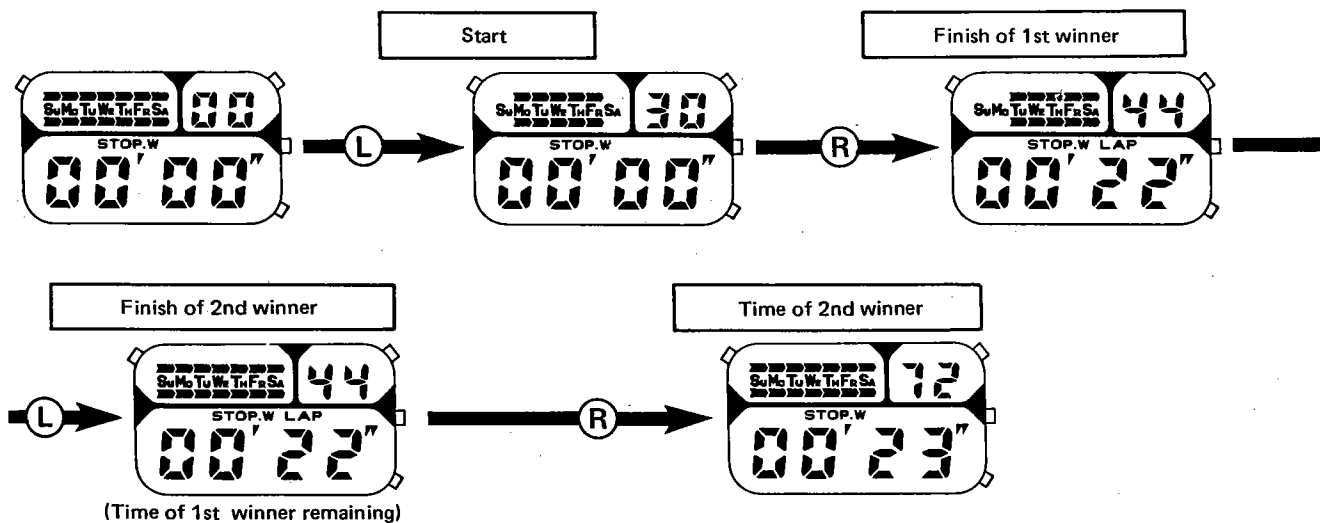 Start
Finish of 1st winner
SuMoTuWeThFrSa 00
STOP.W
00' 00"
L
SuMoTuWeThFrSa 30
STOP.W
00' 00"
R
SuMoTuWeThFrSa 44
STOP.W LAP
00' 22"
Finish of 2nd winner
Time of 2nd winner
L
SuMoTuWeThFrSa 44
STOP.W LAP
00' 22"
(Time of 1st winner remaining)
R
SuMoTuWeThFrSa 72
STOP.W
00' 23"